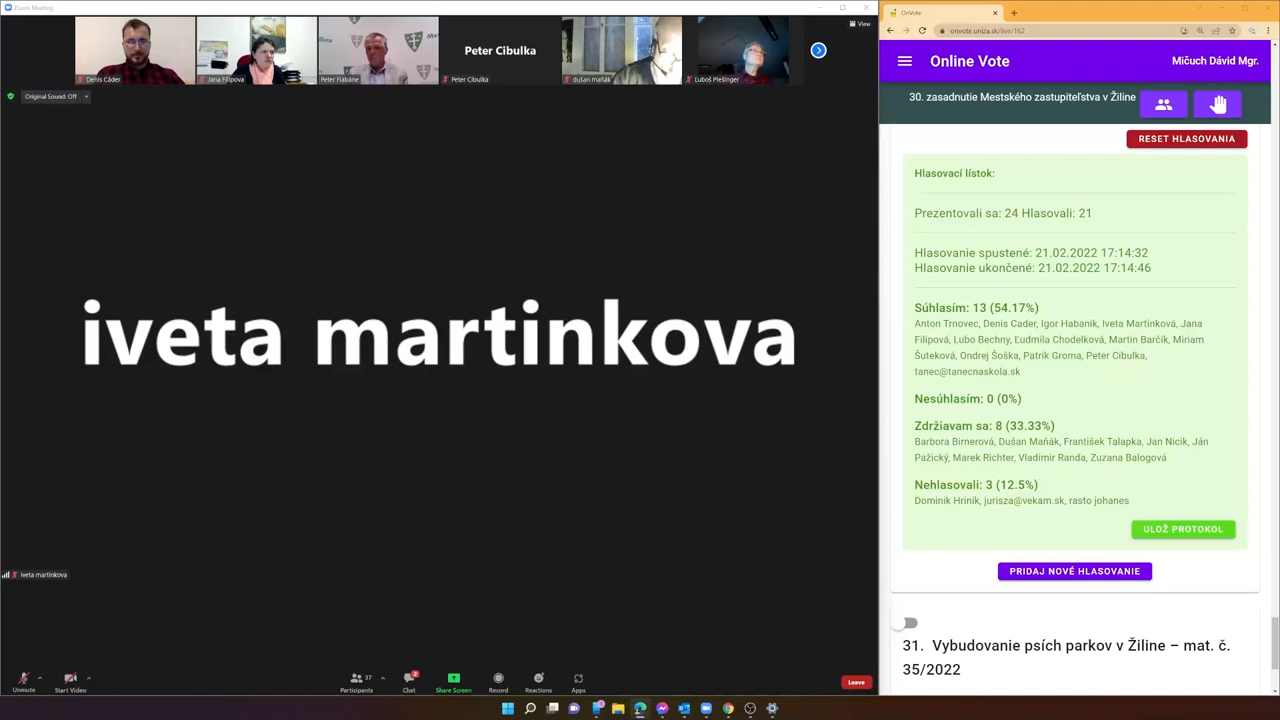 Zoom Meeting
View
Denis Cáder
Jana Filipova
Peter Fiabáne
Peter Cibulka
Peter Cibulka
dušan maňák
Ľuboš Plešinger
Original Sound: Off
iveta martinkova
iveta martinkova
Unmute
Start Video
37
Participants
2
Chat
Share Screen
Record
Reactions
Apps
Leave
OnVote
onvote.uniza.sk/live/162
Online Vote
Mičuch Dávid Mgr.
30. zasadnutie Mestského zastupiteľstva v Žiline
RESET HLASOVANIA
Hlasovací lístok:
Prezentovali sa: 24 Hlasovali: 21
Hlasovanie spustené: 21.02.2022 17:14:32
Hlasovanie ukončené: 21.02.2022 17:14:46
Súhlasím: 13 (54.17%)
Anton Trnovec, Denis Cader, Igor Habaník, Iveta Martinková, Jana
Filipová, Lubo Bechny, Ľudmila Chodelková, Martin Barčík, Miriam
Šuteková, Ondrej Šoška, Patrik Groma, Peter Cibulka,
tanec@tanecnaskola.sk
Nesúhlasím: 0 (0%)
Zdržiavam sa: 8 (33.33%)
Barbora Birnerová, Dušan Maňák, František Talapka, Jan Nicik, Ján
Pažický, Marek Richter, Vladimir Randa, Zuzana Balogová
Nehlasovali: 3 (12.5%)
Dominik Hriník, jurisza@vekam.sk, rasto johanes
ULOŽ PROTOKOL
PRIDAJ NOVÉ HLASOVANIE
31. Vybudovanie psích parkov v Žiline – mat. č.
35/2022